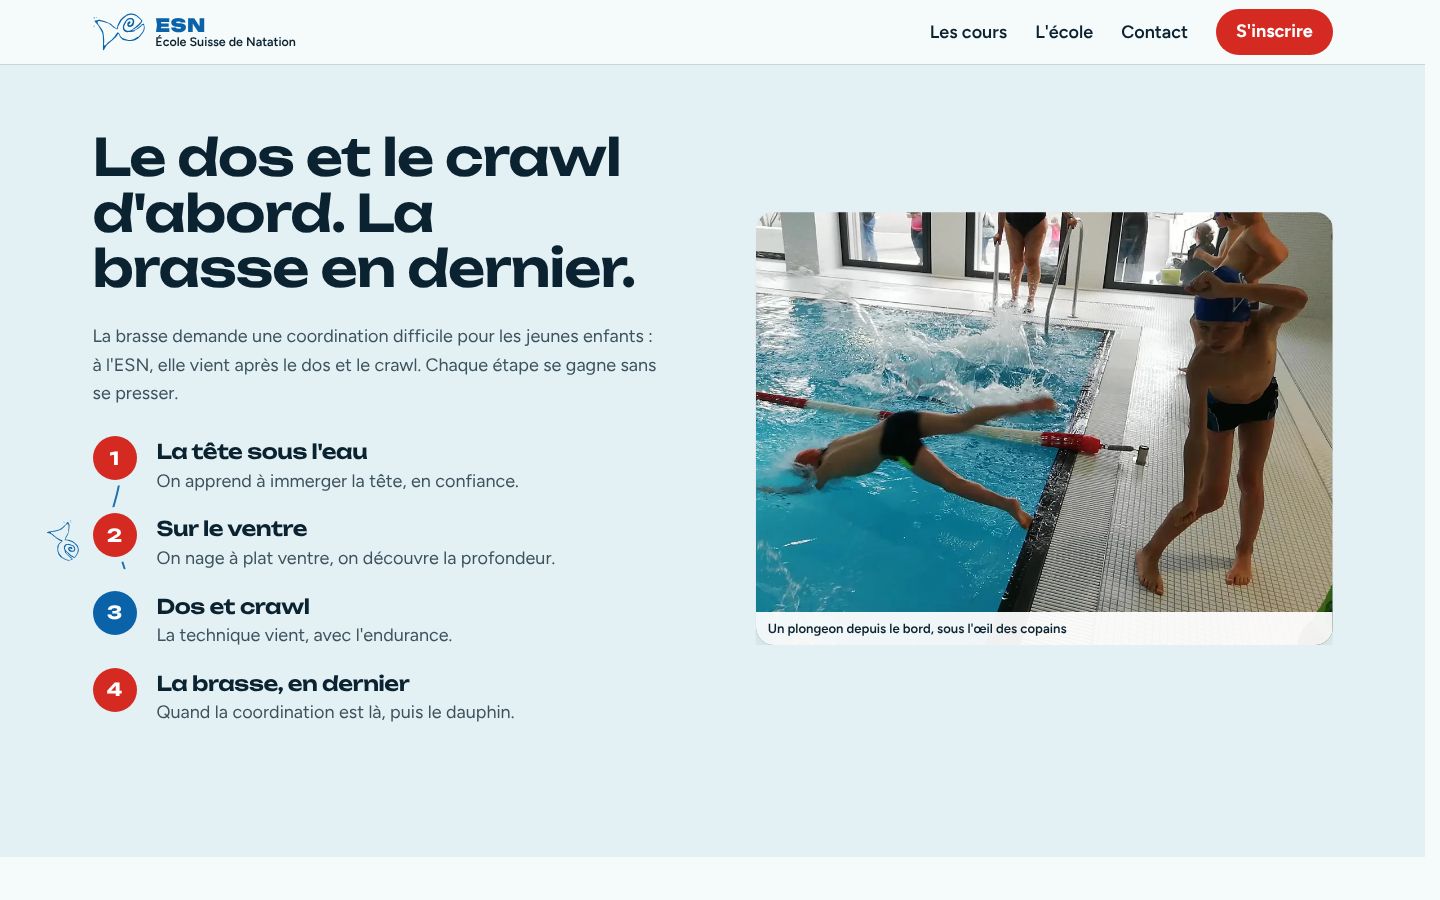 ESN
École Suisse de Natation
Les cours
L'école
Contact
S'inscrire
Le dos et le crawl
d'abord. La
brasse en dernier.
La brasse demande une coordination difficile pour les jeunes enfants :
à l'ESN, elle vient après le dos et le crawl. Chaque étape se gagne sans
se presser.
1
La tête sous l'eau
On apprend à immerger la tête, en confiance.
2
Sur le ventre
On nage à plat ventre, on découvre la profondeur.
3
Dos et crawl
La technique vient, avec l'endurance.
4
La brasse, en dernier
Quand la coordination est là, puis le dauphin.
Un plongeon depuis le bord, sous l'œil des copains